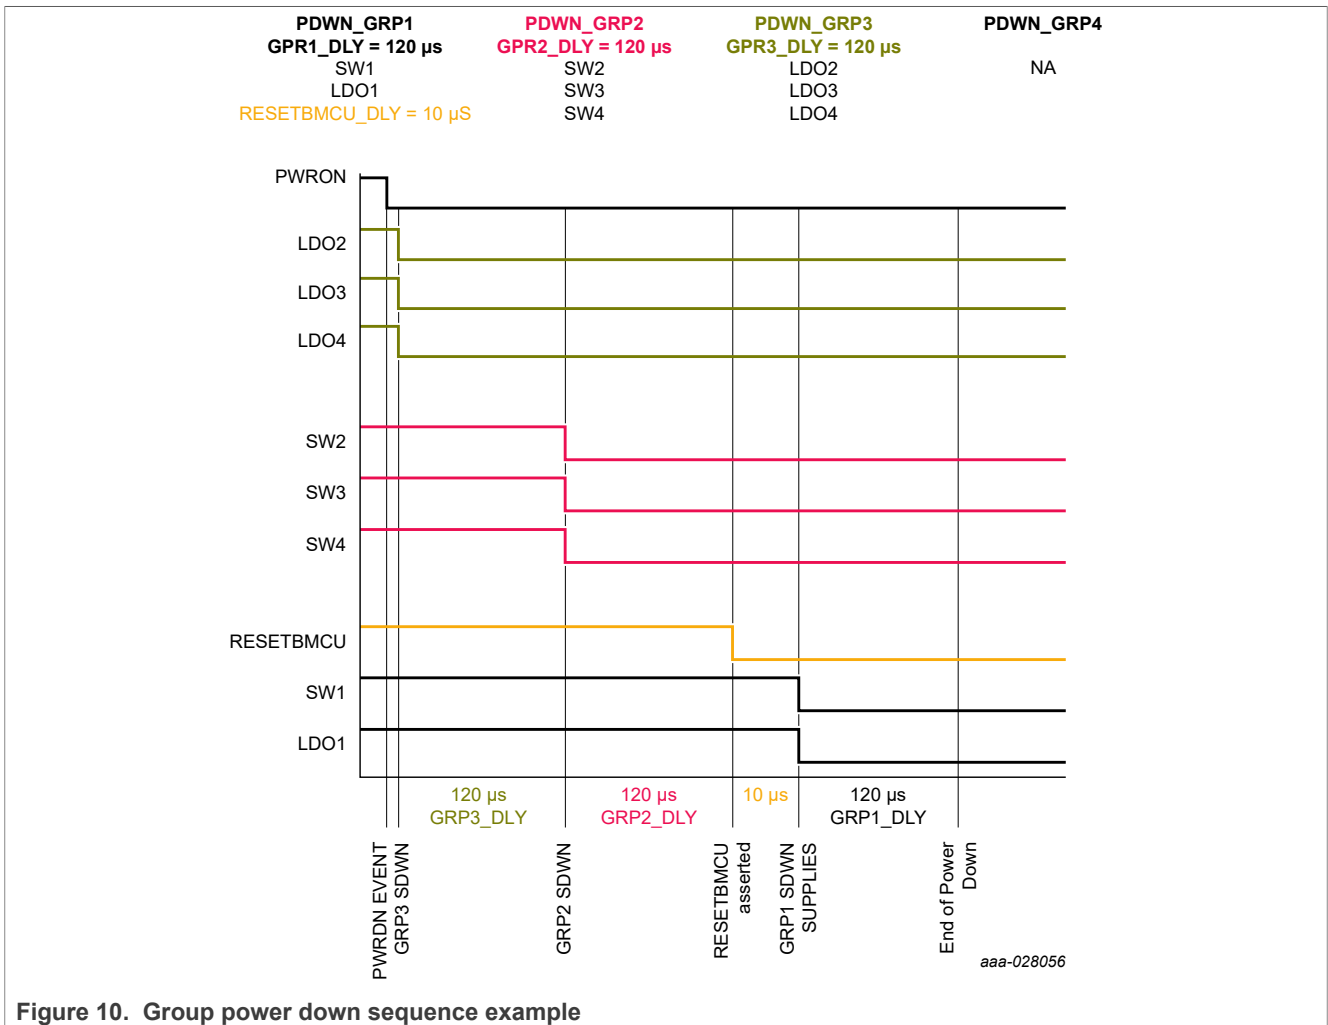 PDWN_GRP1 PDWN_GRP2 PDWN_GRP3 PDWN_GRP4
GPR1_DLY = 120 µs GPR2_DLY = 120 µs GPR3_DLY = 120 µs
SW1 SW2 LDO2 NA
LDO1 SW3 LDO3
RESETBMCU_DLY = 10 µS SW4 LDO4
PWRON
LDO2
LDO3
LDO4
SW2
SW3
SW4
RESETBMCU
SW1
LDO1
120 µs 120 µs 10 µs 120 µs
GRP3_DLY GRP2_DLY GRP1_DLY
PWRDN EVENT
GRP3 SDWN
GRP2 SDWN
RESETBMCU
asserted
GRP1 SDWN
SUPPLIES
End of Power
Down
aaa-028056
Figure 10. Group power down sequence example